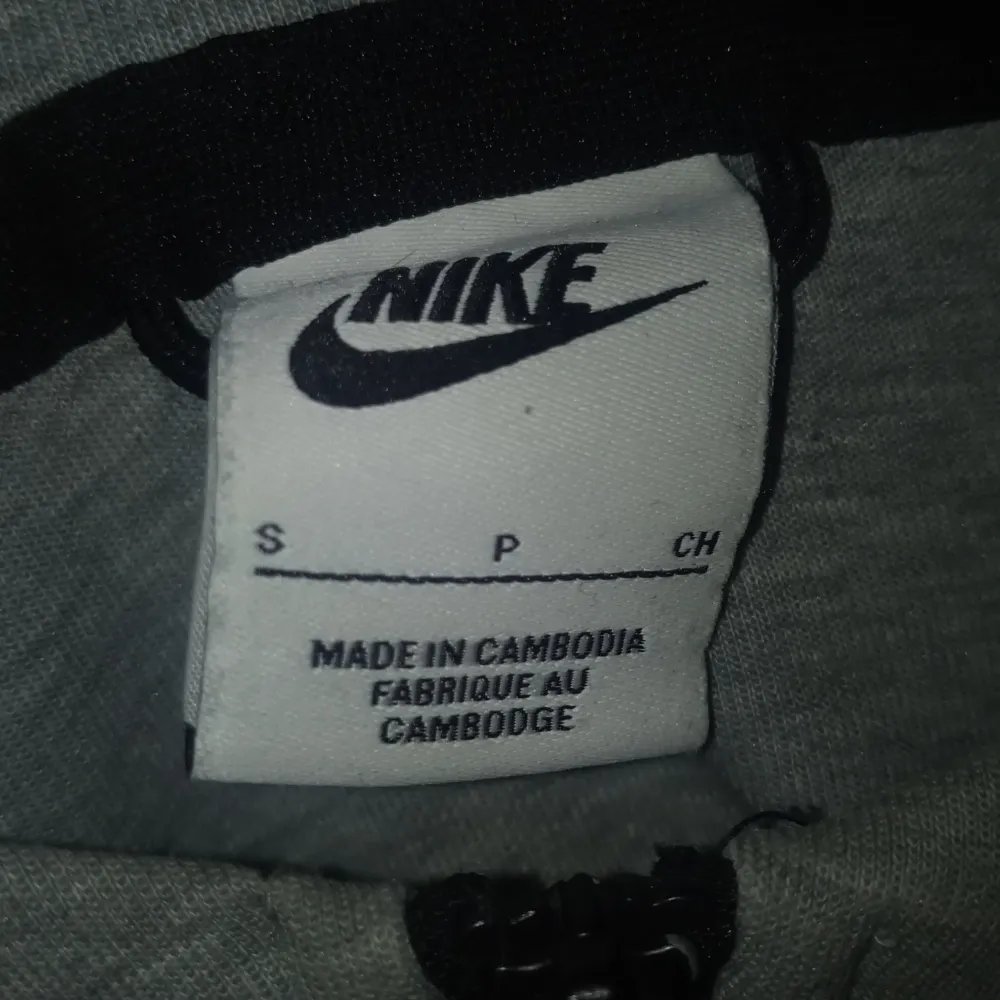 NIKE
S P CH
MADE IN CAMBODIA
FABRIQUE AU
CAMBODGE